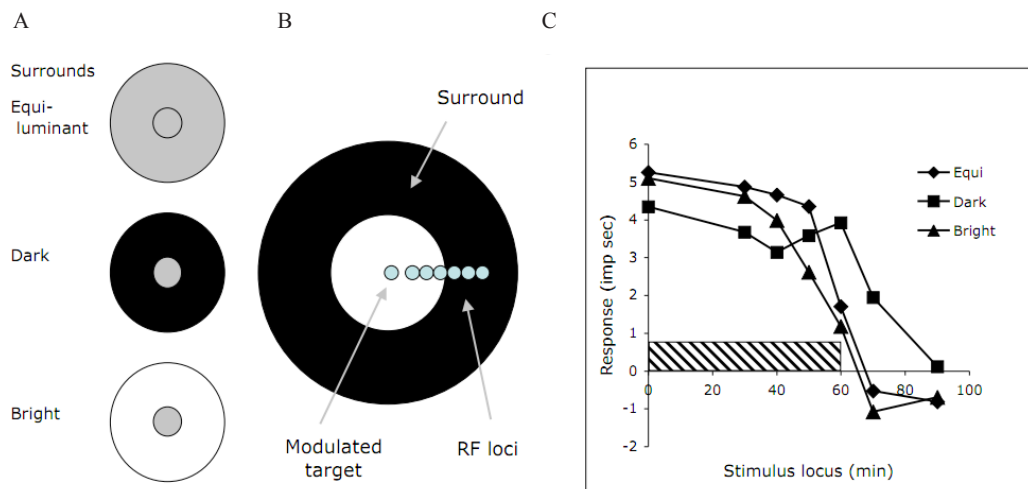 A
B
C
Surrounds
Equi-
luminant
Dark
Bright
Surround
Modulated
target
RF loci
Response (imp sec)
6
5
4
3
2
1
0
-1
-2
0
20
40
60
80
100
Equi
Dark
Bright
Stimulus locus (min)